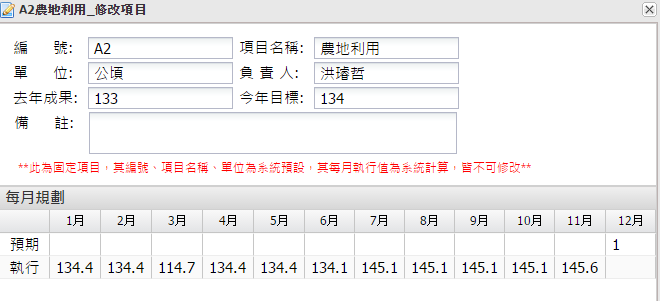 A2農地利用_修改項目
編 號: A2 項目名稱: 農地利用
單 位: 公頃 負 責 人: 洪璿哲
去年成果: 133 今年目標: 134
備 註:
**此為固定項目，其編號、項目名稱、單位為系統預設，其每月執行值為系統計算，皆不可修改**
每月規劃
1月 2月 3月 4月 5月 6月 7月 8月 9月 10月 11月 12月
預期 1
執行 134.4 134.4 114.7 134.4 134.4 134.1 145.1 145.1 145.1 145.1 145.6